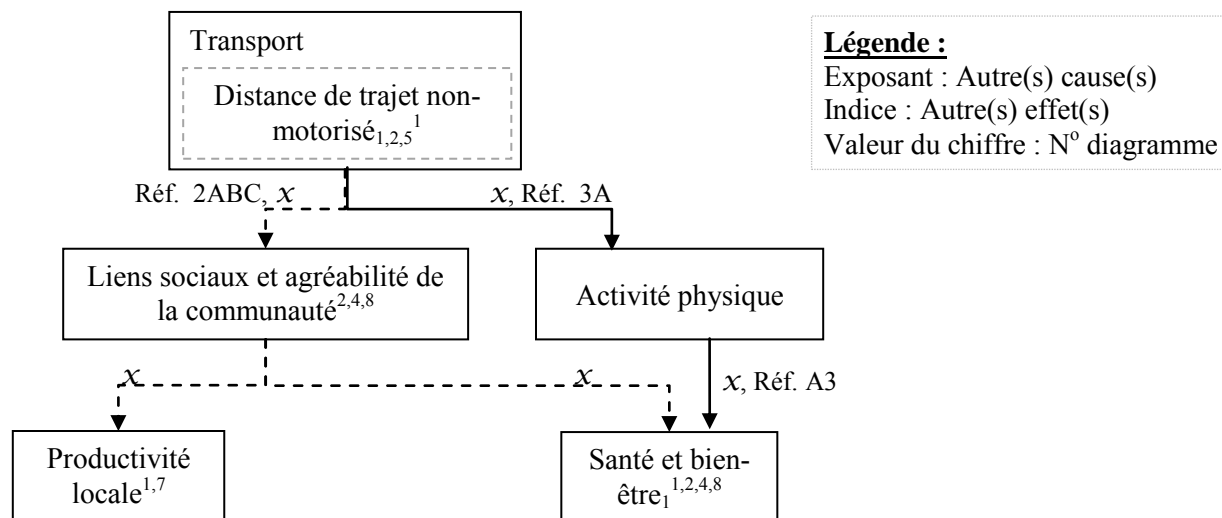 Transport
Distance de trajet non-
motorisé₁,₂,₅¹
Légende :
Exposant : Autre(s) cause(s)
Indice : Autre(s) effet(s)
Valeur du chiffre : Nº diagramme
Réf. 2ABC, x
x, Réf. 3A
Liens sociaux et agréabilité de
la communauté²,⁴,⁸
Activité physique
x
x
x, Réf. A3
Productivité
locale¹,⁷
Santé et bien-
être₁¹,²,⁴,⁸